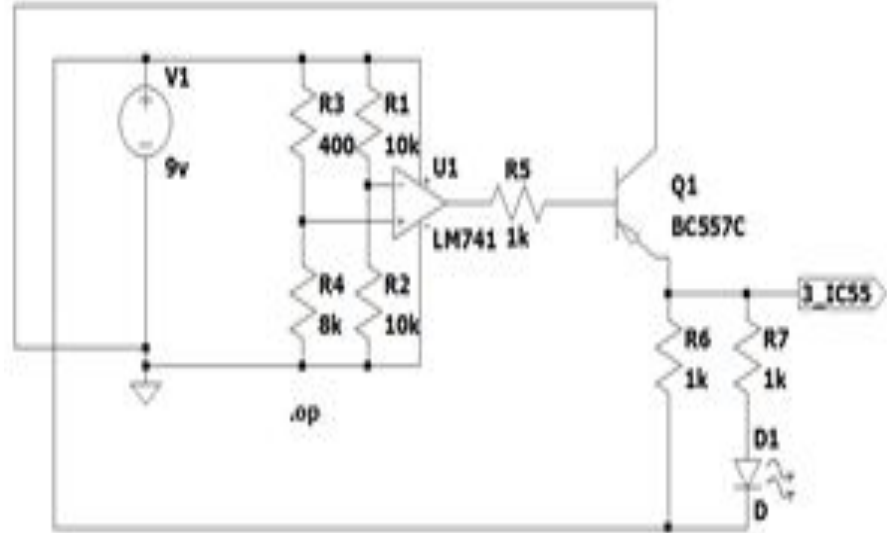 V1
9v
R3
400
R1
10k
U1
LM741
R5
1k
Q1
BC557C
3_IC55
R4
8k
R2
10k
R6
1k
R7
1k
.op
D1
D